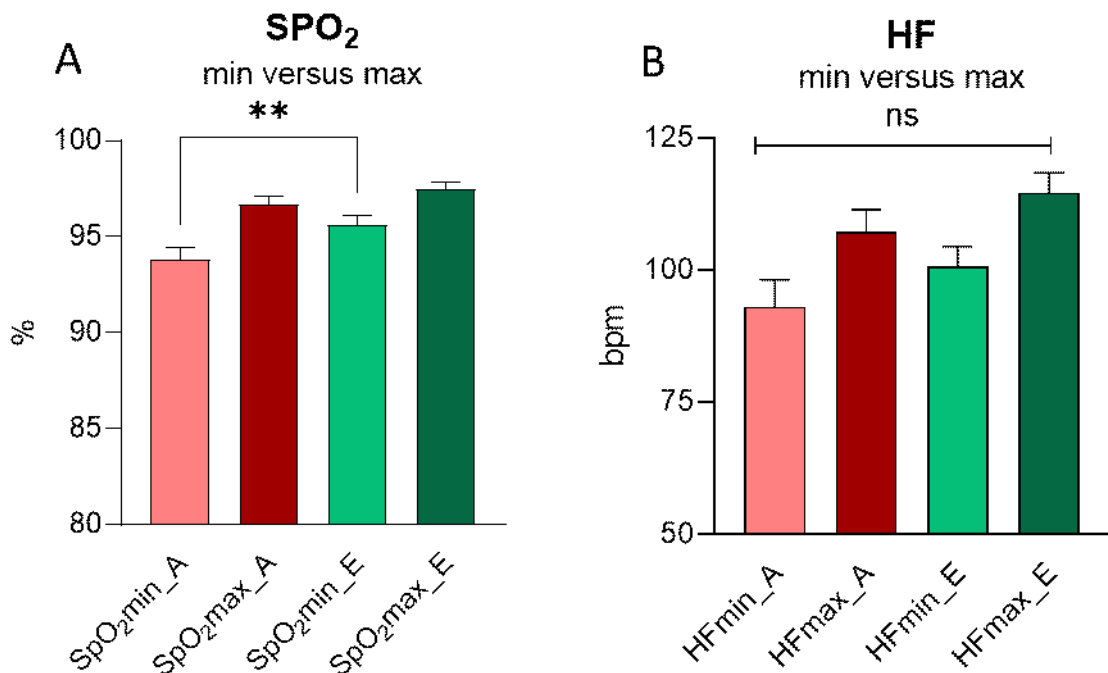 A
SPO₂
min versus max
**
%
100
95
90
85
80
SpO₂min_A
SpO₂max_A
SpO₂min_E
SpO₂max_E
B
HF
min versus max
ns
bpm
125
100
75
50
HFmin_A
HFmax_A
HFmin_E
HFmax_E